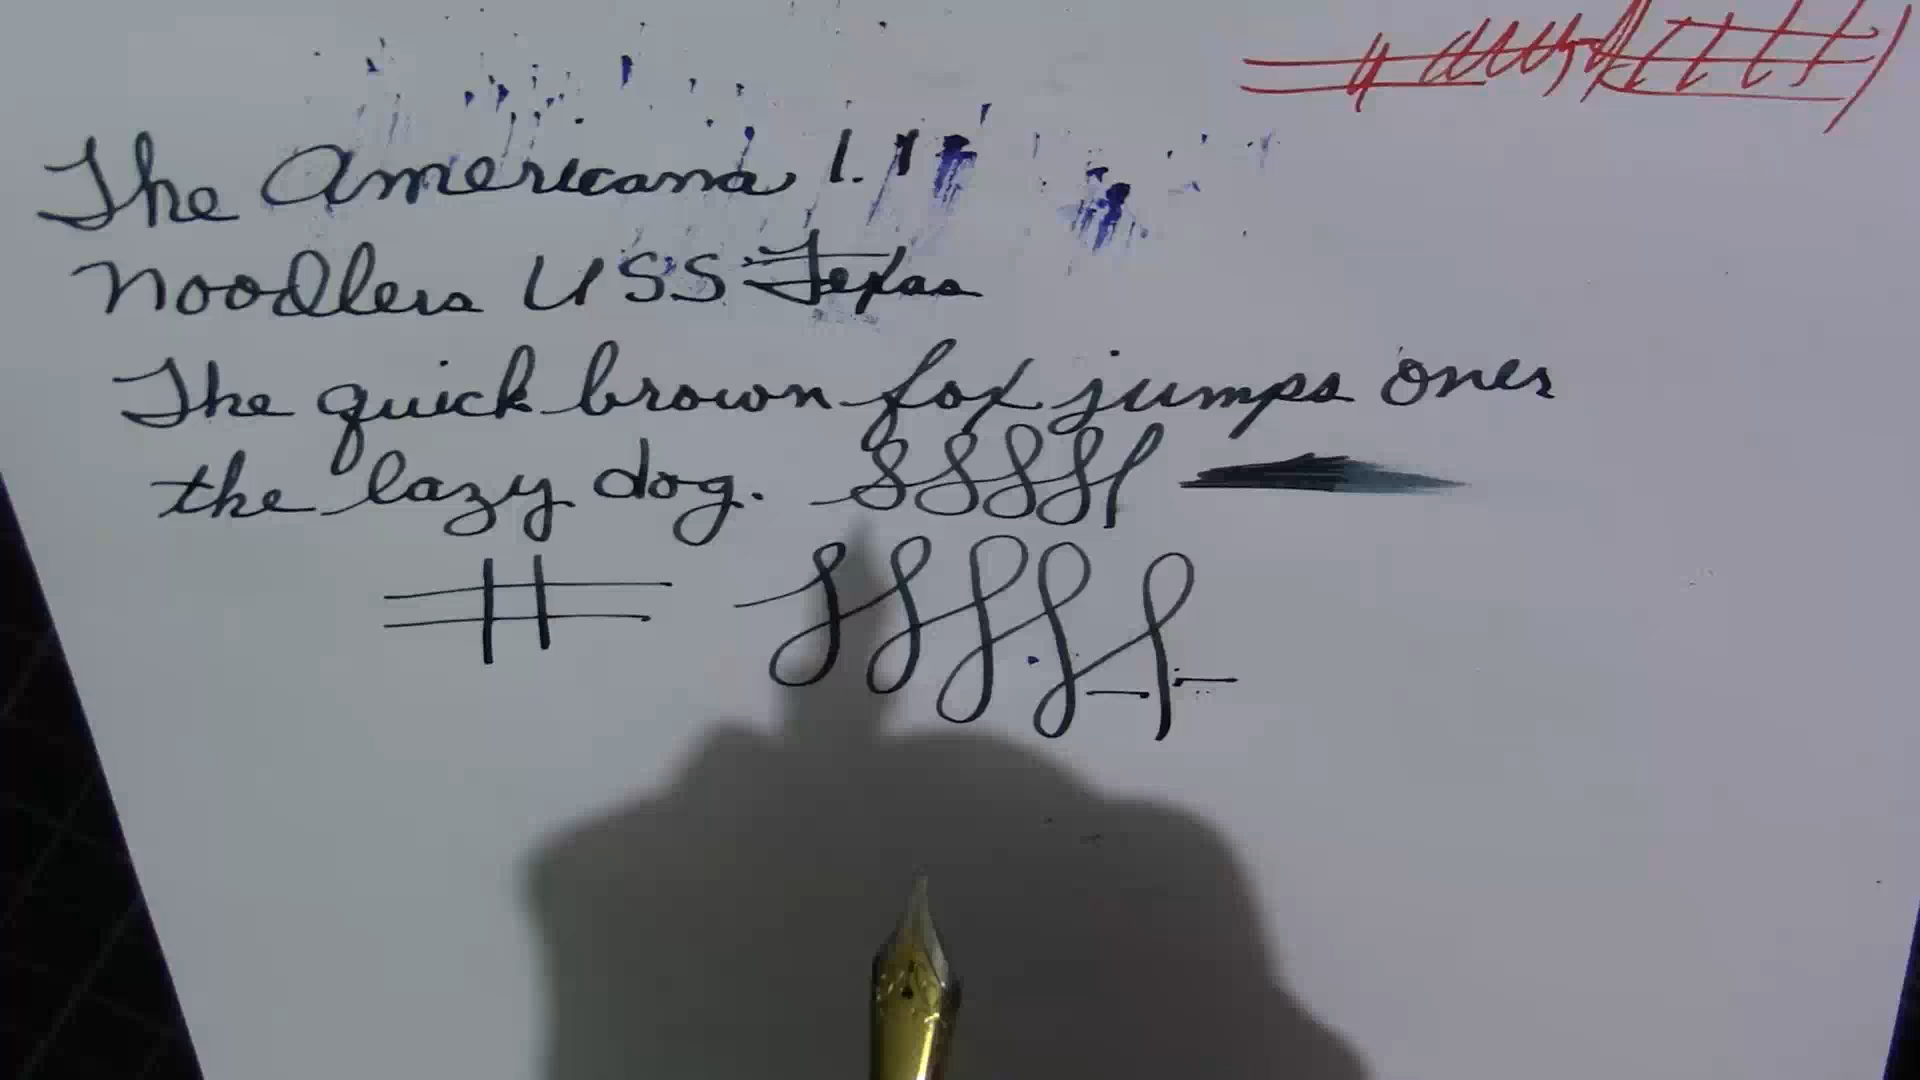 The Americana 1.1
Noodlers USS Texas
The quick brown fox jumps over
the lazy dog.